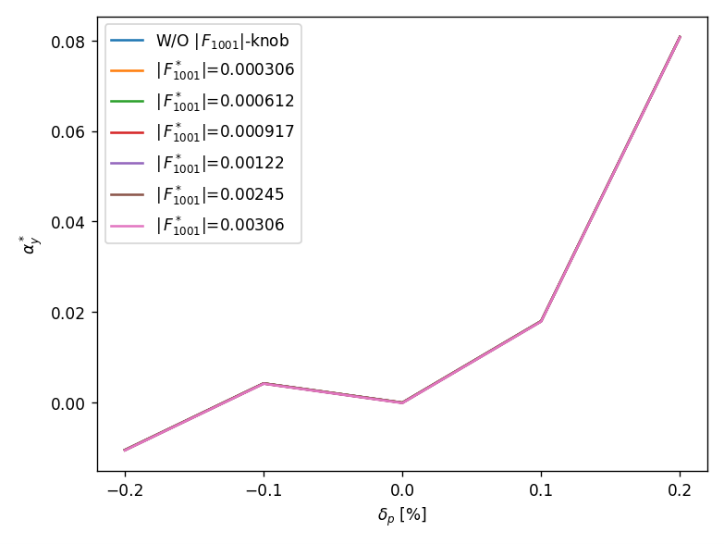 0.08
0.06
0.04
0.02
0.00
α*y
W/O |F1001|-knob
|F*1001|=0.000306
|F*1001|=0.000612
|F*1001|=0.000917
|F*1001|=0.00122
|F*1001|=0.00245
|F*1001|=0.00306
−0.2 −0.1 0.0 0.1 0.2
δp [%]